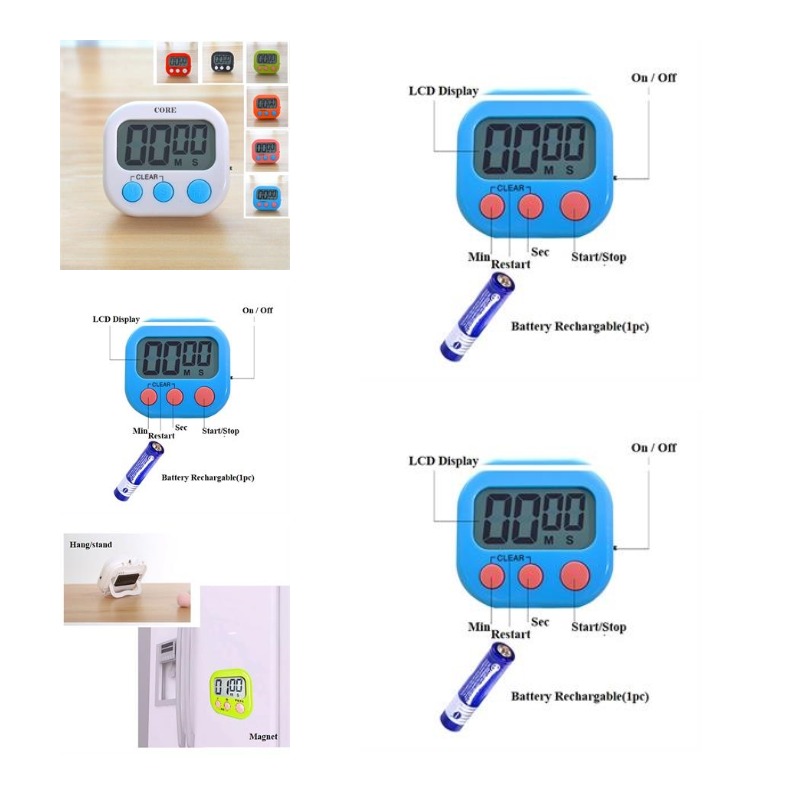 CORE
00 00
M S
CLEAR
LCD Display
On / Off
00 00
M S
CLEAR
Min
Restart
Sec
Start/Stop
Battery Rechargable(1pc)
LCD Display
On / Off
00 00
M S
CLEAR
Min
Restart
Sec
Start/Stop
Battery Rechargable(1pc)
Hang/stand
01 00
M S
Magnet
LCD Display
On / Off
00 00
M S
CLEAR
Min
Restart
Sec
Start/Stop
Battery Rechargable(1pc)